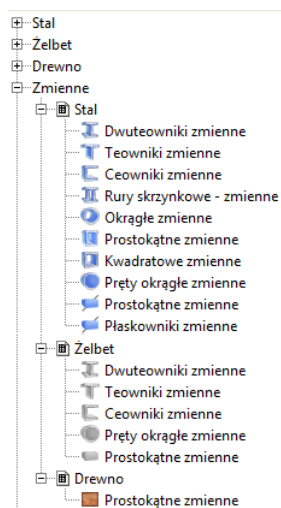 Stal
Żelbet
Drewno
Zmienne
Stal
Dwuteowniki zmienne
Teowniki zmienne
Ceowniki zmienne
Rury skrzynkowe - zmienne
Okrągłe zmienne
Prostokątne zmienne
Kwadratowe zmienne
Pręty okrągłe zmienne
Prostokątne zmienne
Płaskowniki zmienne
Żelbet
Dwuteowniki zmienne
Teowniki zmienne
Ceowniki zmienne
Pręty okrągłe zmienne
Prostokątne zmienne
Drewno
Prostokątne zmienne